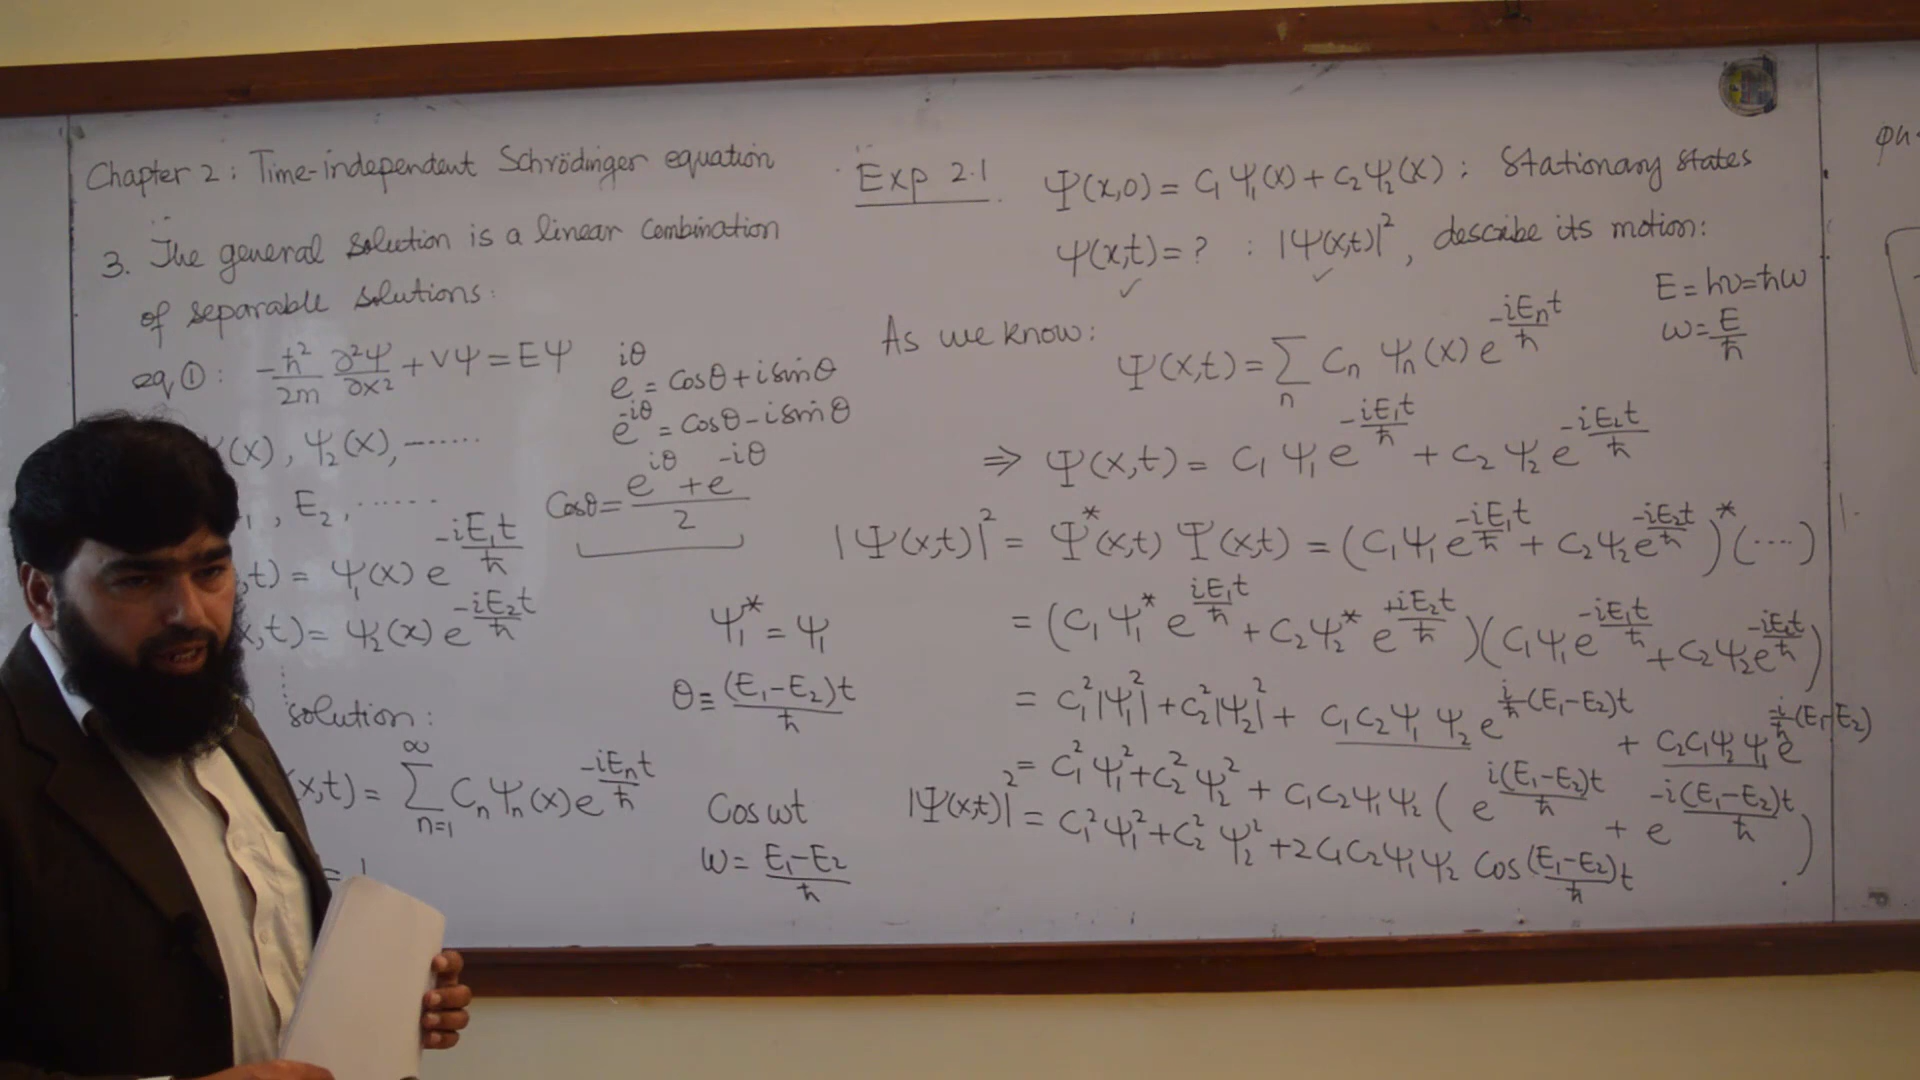 Chapter 2: Time-independent Schrödinger equation
3. The general solution is a linear combination
of separable solutions:
eq ①: -ħ²/2m ∂²Ψ/∂x² + VΨ = EΨ
(x), Ψ₂(x), ------
₁, E₂, ......
,t) = Ψ₁(x) e^(-iE₁t/ħ)
x,t) = Ψ₂(x) e^(-iE₂t/ħ)
solution:
(x,t) = Σ_(n=1)^∞ Cₙ Ψₙ(x) e^(-iEₙt/ħ)
= 1
e^(iθ) = Cosθ + i sinθ
e^(-iθ) = Cosθ - i sinθ
Cosθ = (e^(iθ) + e^(-iθ))/2
Ψ₁* = Ψ₁
θ ≡ (E₁-E₂)t/ħ
Cos ωt
ω = (E₁-E₂)/ħ
Exp 2.1 Ψ(x,0) = C₁Ψ₁(x) + C₂Ψ₂(x) : Stationary states
Ψ(x,t) = ? : |Ψ(x,t)|², describe its motion:
✓ ✓
E = hν = ħω
ω = E/ħ
As we know:
Ψ(x,t) = Σ_n Cₙ Ψₙ(x) e^(-iEₙt/ħ)
⇒ Ψ(x,t) = C₁Ψ₁e^(-iE₁t/ħ) + C₂Ψ₂e^(-iE₂t/ħ)
|Ψ(x,t)|² = Ψ*(x,t) Ψ(x,t) = (C₁Ψ₁e^(-iE₁t/ħ) + C₂Ψ₂e^(-iE₂t/ħ))*(....)
= (C₁Ψ₁* e^(iE₁t/ħ) + C₂Ψ₂* e^(+iE₂t/ħ))(C₁Ψ₁e^(-iE₁t/ħ) + C₂Ψ₂e^(-iE₂t/ħ))
= C₁²|Ψ₁|² + C₂²|Ψ₂|² + C₁C₂Ψ₁Ψ₂ e^(i/ħ (E₁-E₂)t) + C₂C₁Ψ₂Ψ₁e^(-i/ħ (E₁-E₂)
= C₁²Ψ₁² + C₂²Ψ₂² + C₁C₂Ψ₁Ψ₂ (e^(i(E₁-E₂)t/ħ) + e^(-i(E₁-E₂)t/ħ))
|Ψ(x,t)|² = C₁²Ψ₁² + C₂²Ψ₂² + 2C₁C₂Ψ₁Ψ₂ Cos (E₁-E₂)t/ħ